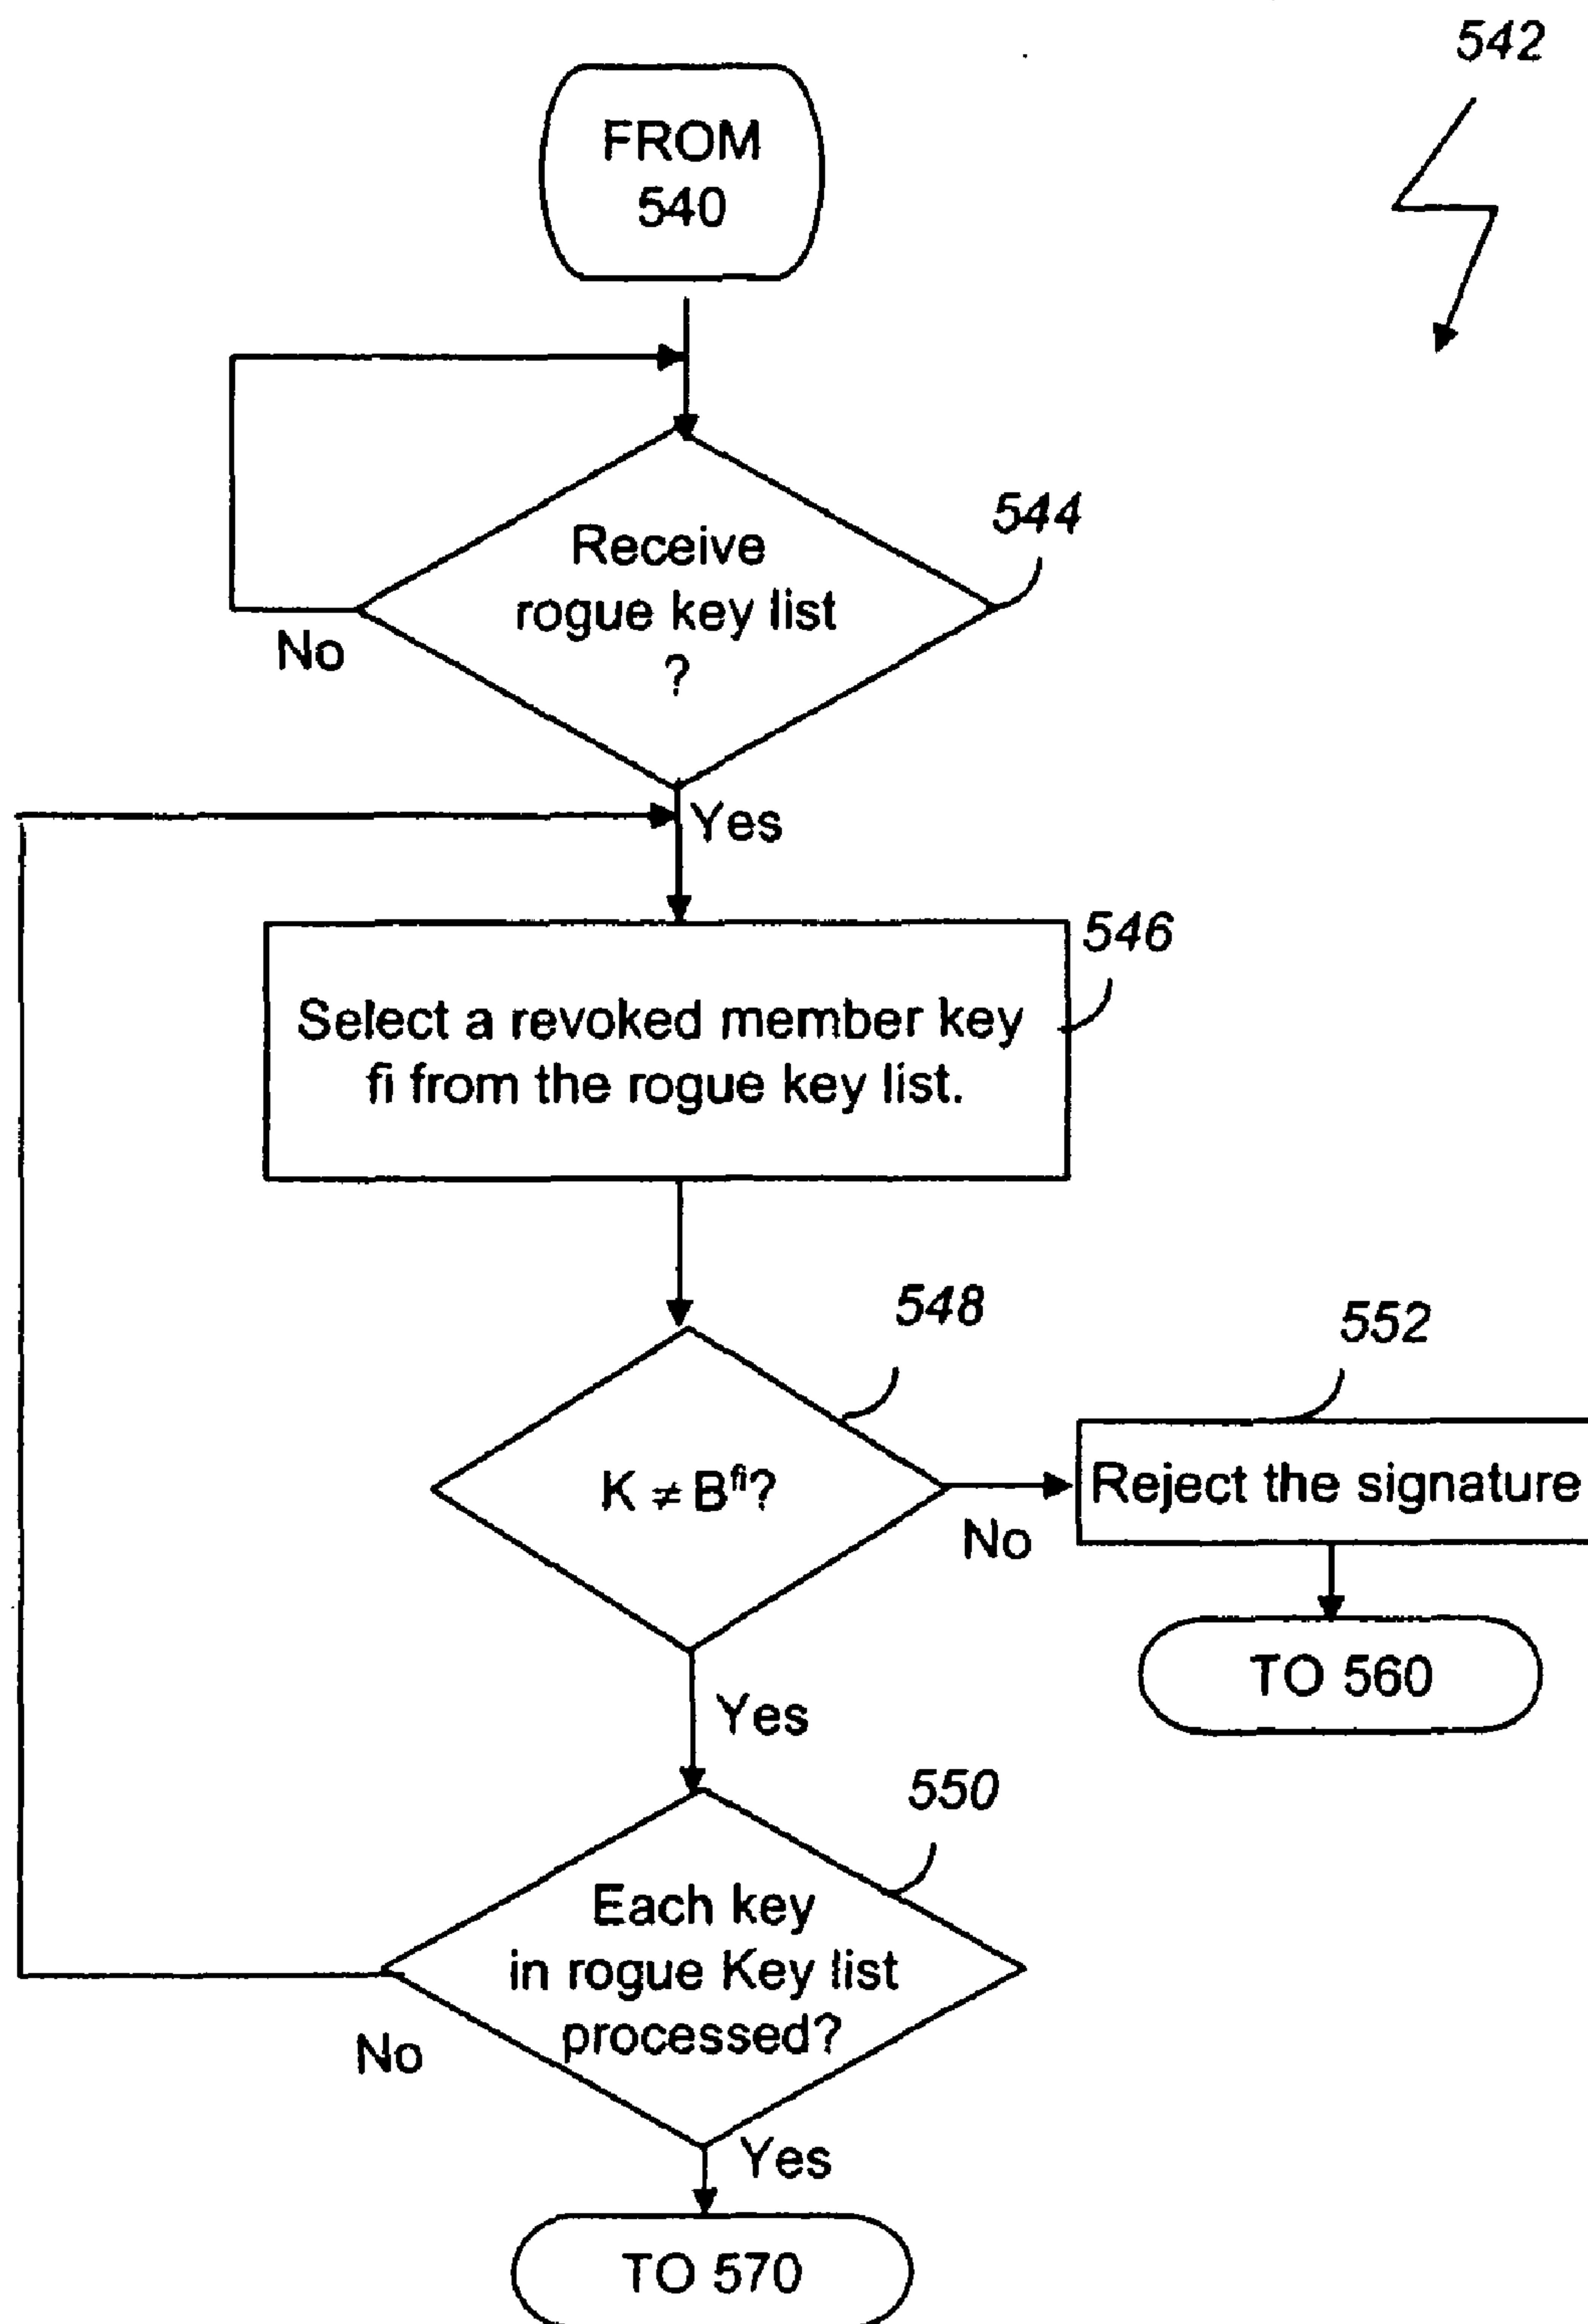 542
FROM
540
544
Receive
rogue key list
?
No
Yes
546
Select a revoked member key
fi from the rogue key list.
548
552
K ≠ B^fi?
Reject the signature
No
TO 560
Yes
550
Each key
in rogue Key list
processed?
No
Yes
TO 570